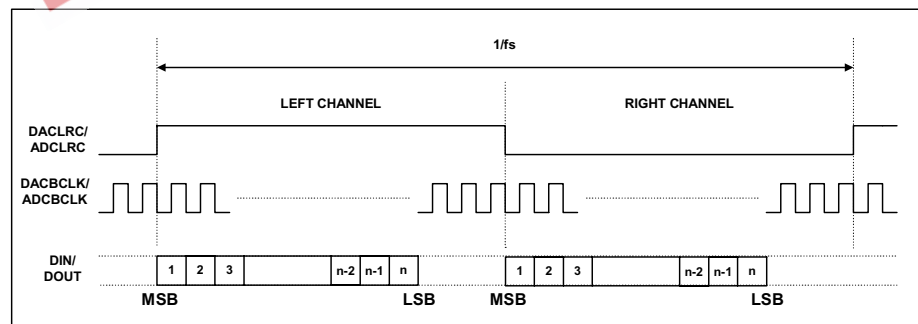 1/fs
LEFT CHANNEL
RIGHT CHANNEL
DACLRC/
ADCLRC
DACBCLK/
ADCBCLK
DIN/
DOUT
1 2 3 n-2 n-1 n
1 2 3 n-2 n-1 n
MSB LSB MSB LSB